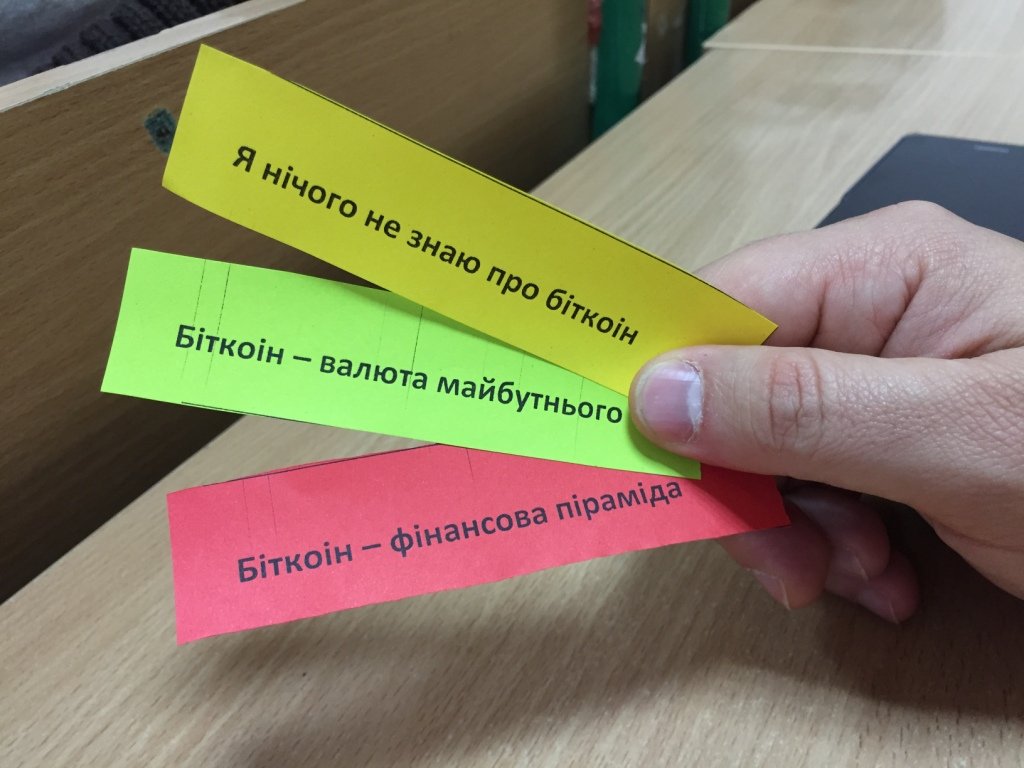 Я нічого не знаю про біткоін
Біткоін – валюта майбутнього
Біткоін – фінансова піраміда